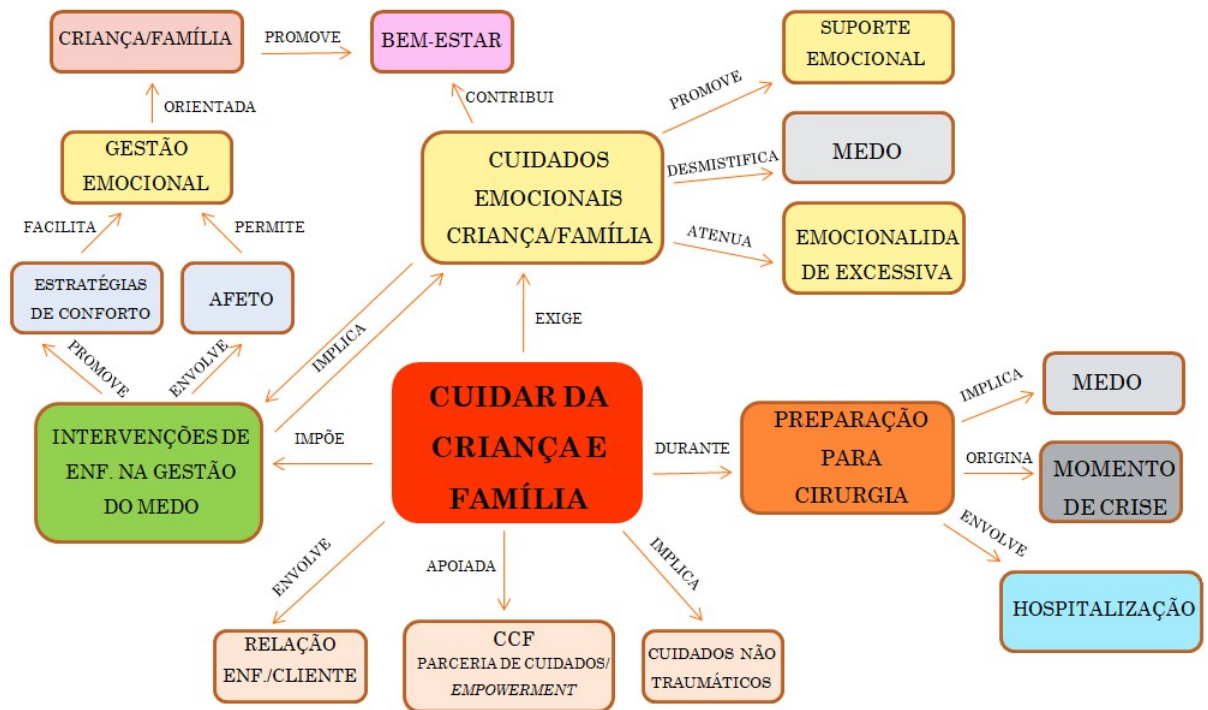 CRIANÇA/FAMÍLIA
PROMOVE
BEM-ESTAR
SUPORTE
EMOCIONAL
PROMOVE
ORIENTADA
CONTRIBUI
GESTÃO
EMOCIONAL
CUIDADOS
EMOCIONAIS
CRIANÇA/FAMÍLIA
DESMISTIFICA
MEDO
FACILITA
PERMITE
ATENUA
EMOCIONALIDA
DE EXCESSIVA
ESTRATÉGIAS
DE CONFORTO
AFETO
EXIGE
PROMOVE
ENVOLVE
IMPLICA
INTERVENÇÕES DE
ENF. NA GESTÃO
DO MEDO
IMPÕE
CUIDAR DA
CRIANÇA E
FAMÍLIA
DURANTE
PREPARAÇÃO
PARA
CIRURGIA
IMPLICA
MEDO
ORIGINA
MOMENTO
DE CRISE
ENVOLVE
HOSPITALIZAÇÃO
ENVOLVE
APOIADA
IMPLICA
RELAÇÃO
ENF./CLIENTE
CCF
PARCERIA DE CUIDADOS/
EMPOWERMENT
CUIDADOS NÃO
TRAUMÁTICOS